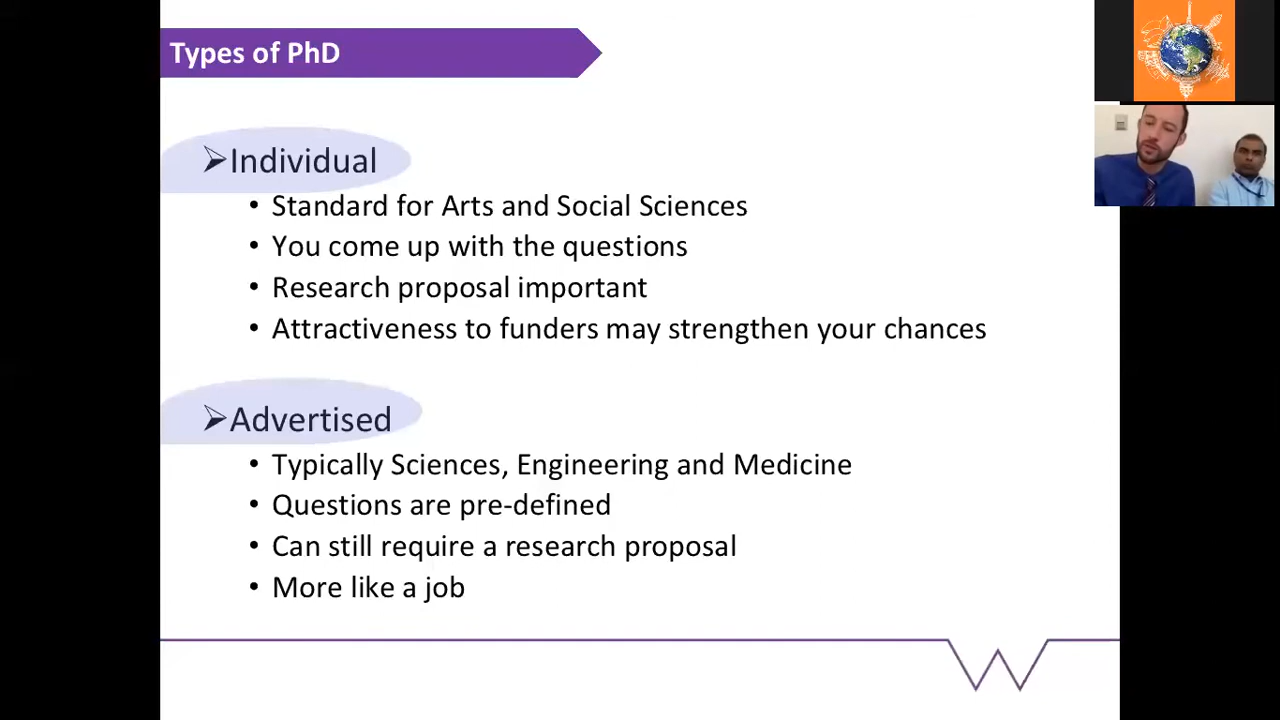 Types of PhD
➢Individual
• Standard for Arts and Social Sciences
• You come up with the questions
• Research proposal important
• Attractiveness to funders may strengthen your chances
➢Advertised
• Typically Sciences, Engineering and Medicine
• Questions are pre-defined
• Can still require a research proposal
• More like a job